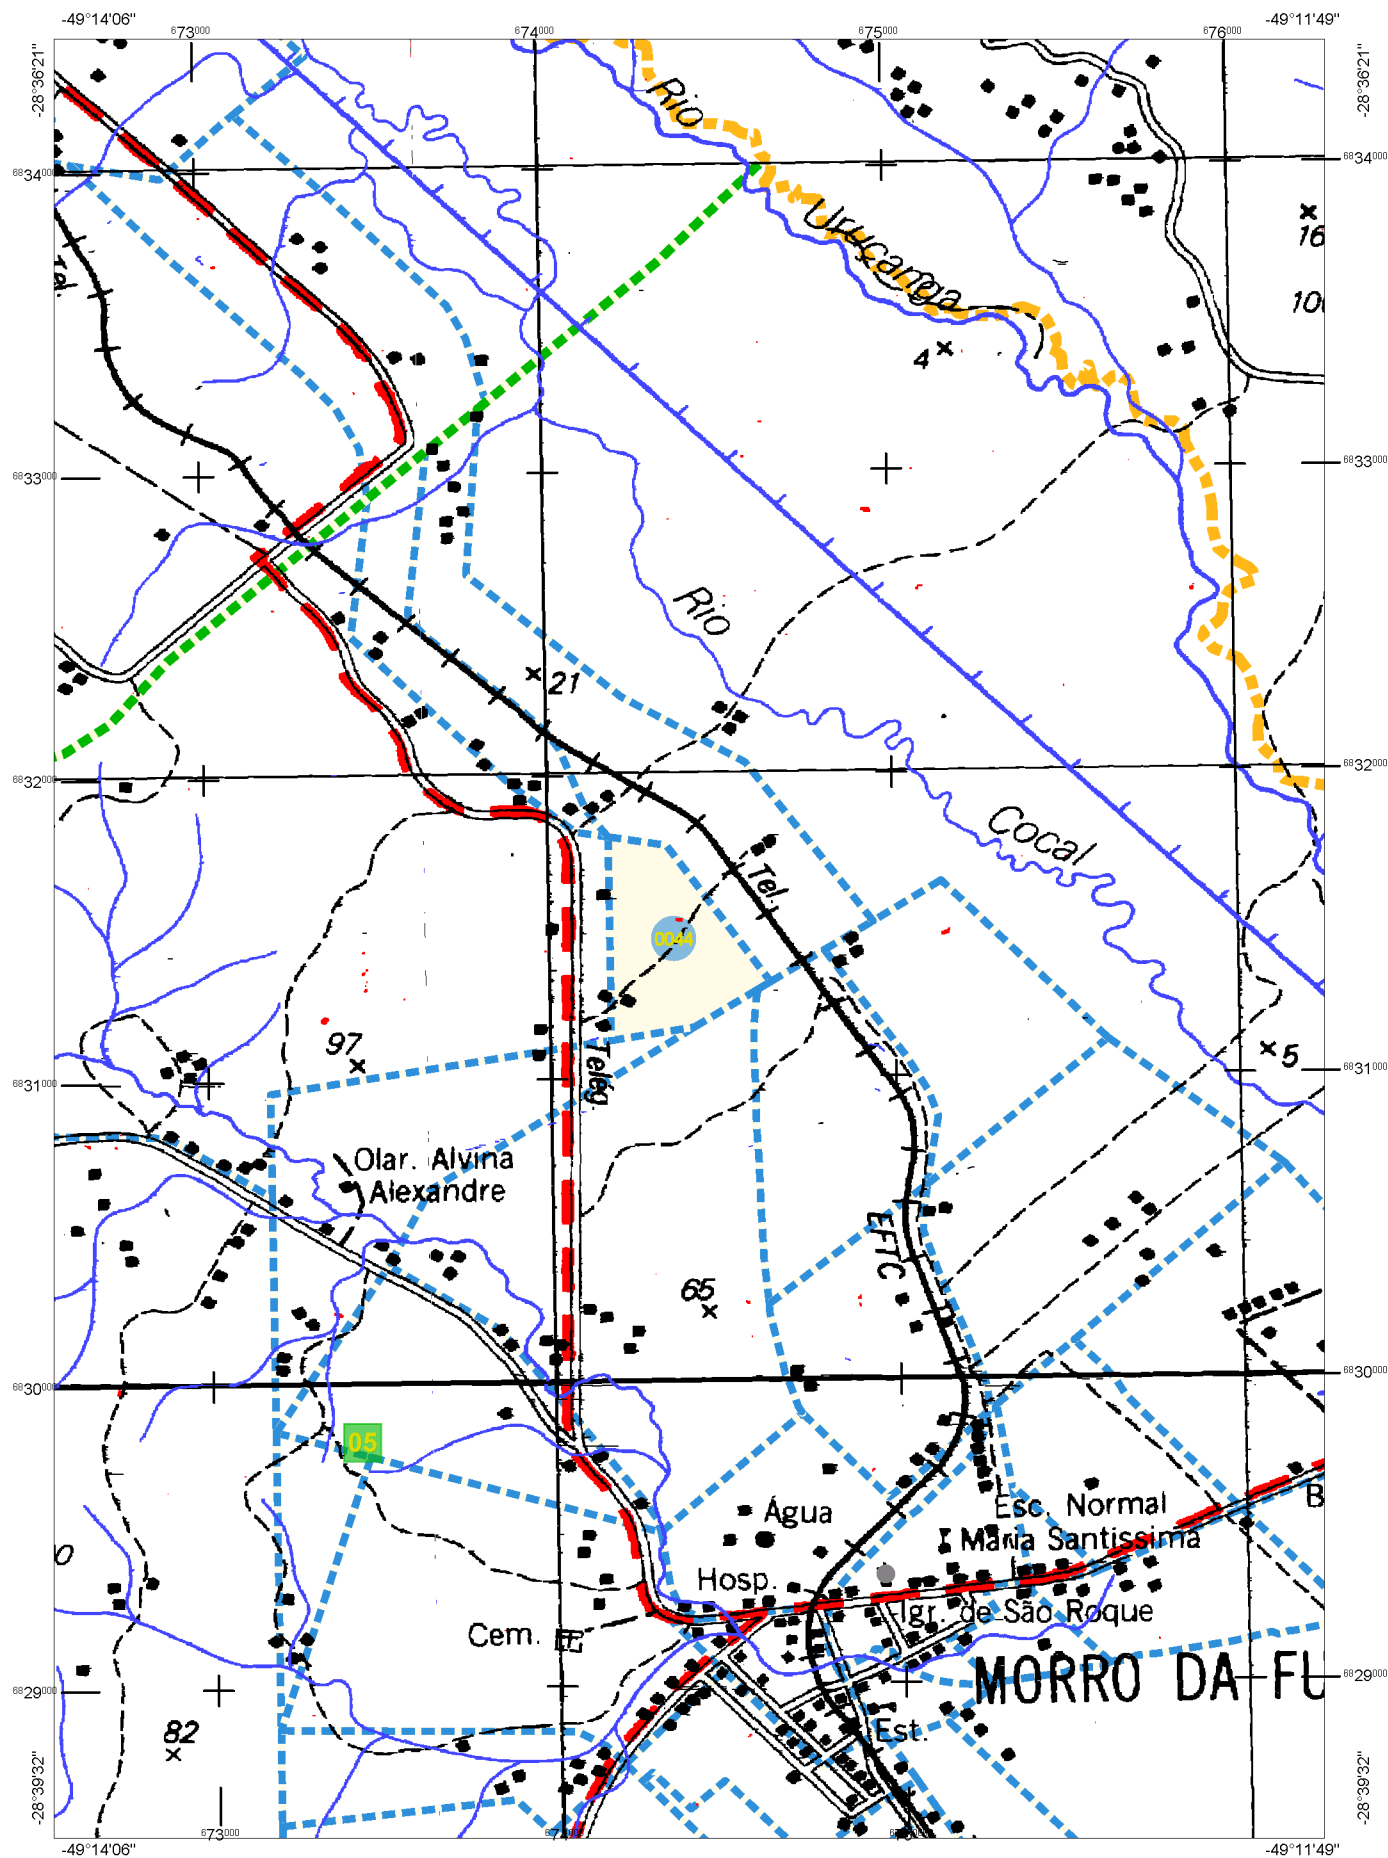 -49°14'06" -49°11'49"
673000 674000 675000 676000
-28°36'21" -28°36'21"
Rio
6834000 6834000
Urucanga
16
Tel.
10
4
6833000 6833000
Rio
21
6832000 6832000
Cocal
Tel.
0044
97
5
Teleg.
6831000 6831000
Olar. Alvina
Alexandre
EFTC
65
6830000 6830000
05
Esc. Normal
B
Água
Maria Santissima
0
Hosp.
Igr. de São Roque
Cem.
MORRO DA FU
6829000 6829000
82
Est.
-28°39'32" -28°39'32"
673000
-49°14'06" -49°11'49"